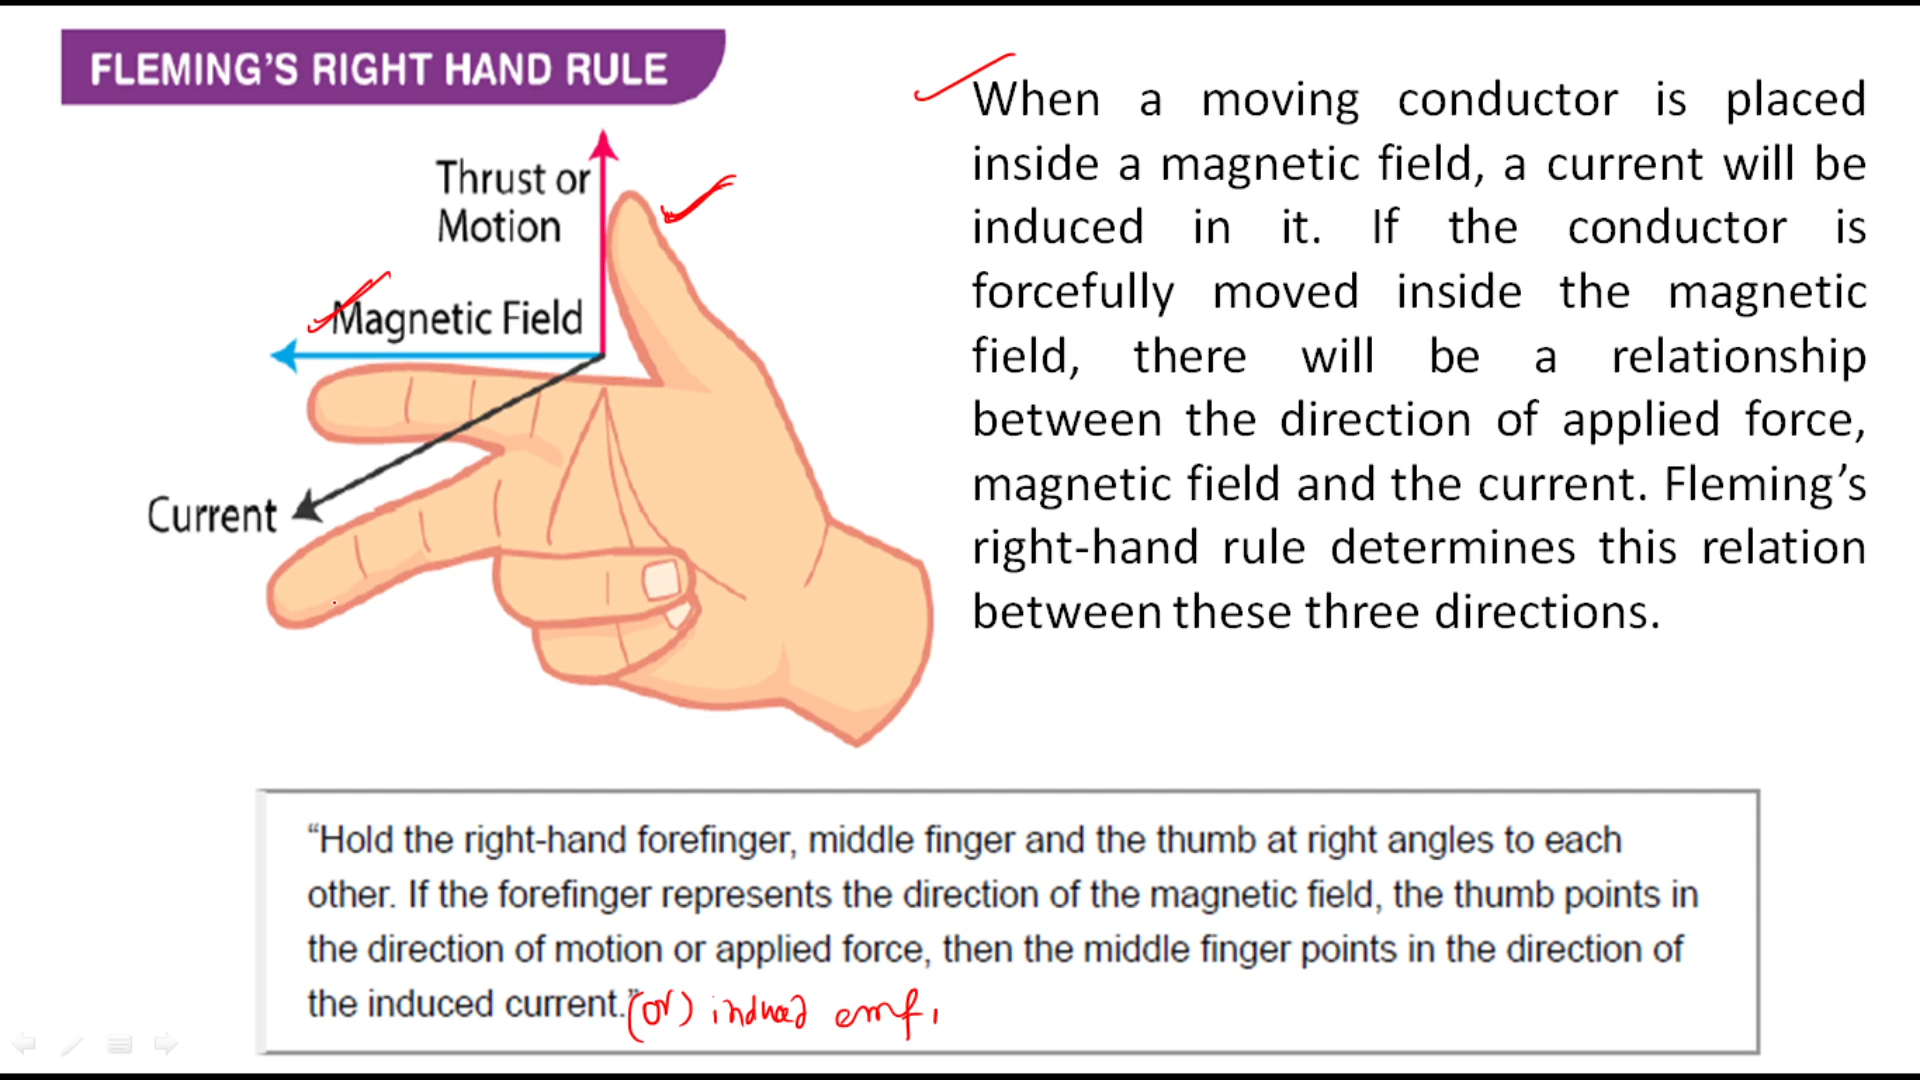 FLEMING'S RIGHT HAND RULE
Thrust or
Motion
Magnetic Field
Current
When a moving conductor is placed
inside a magnetic field, a current will be
induced in it. If the conductor is
forcefully moved inside the magnetic
field, there will be a relationship
between the direction of applied force,
magnetic field and the current. Fleming’s
right-hand rule determines this relation
between these three directions.
“Hold the right-hand forefinger, middle finger and the thumb at right angles to each
other. If the forefinger represents the direction of the magnetic field, the thumb points in
the direction of motion or applied force, then the middle finger points in the direction of
the induced current.” (or) induced emf,